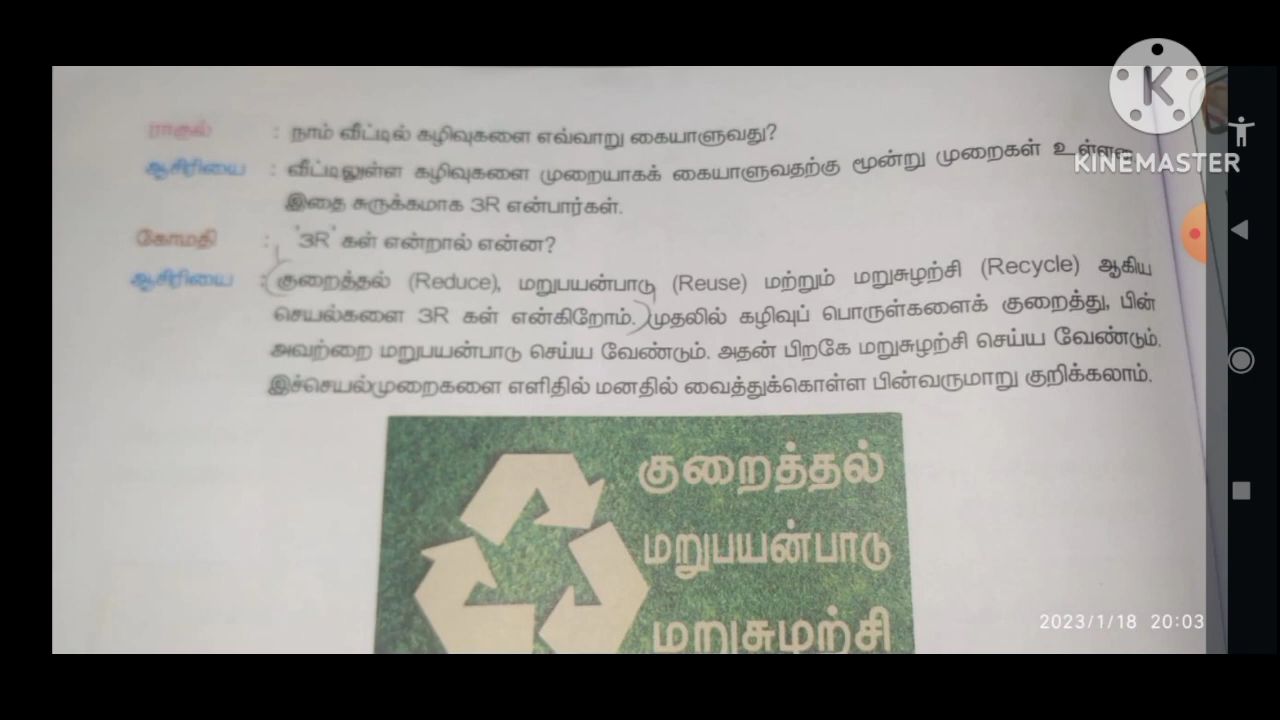 ராகுல் : நாம் வீட்டில் கழிவுகளை எவ்வாறு கையாளுவது?
K
ஆசிரியை : வீட்டிலுள்ள கழிவுகளை முறையாகக் கையாளுவதற்கு மூன்று முறைகள் உள்ளன.
KINEMASTER
இதை சுருக்கமாக 3R என்பார்கள்.
கோமதி : '3R' கள் என்றால் என்ன?
ஆசிரியை : குறைத்தல் (Reduce), மறுபயன்பாடு (Reuse) மற்றும் மறுசுழற்சி (Recycle) ஆகிய
செயல்களை 3R கள் என்கிறோம். முதலில் கழிவுப் பொருள்களைக் குறைத்து, பின்
அவற்றை மறுபயன்பாடு செய்ய வேண்டும். அதன் பிறகே மறுசுழற்சி செய்ய வேண்டும்.
இச்செயல்முறைகளை எளிதில் மனதில் வைத்துக்கொள்ள பின்வருமாறு குறிக்கலாம்.
குறைத்தல்
மறுபயன்பாடு
மறுசுழற்சி
2023/1/18 20:03